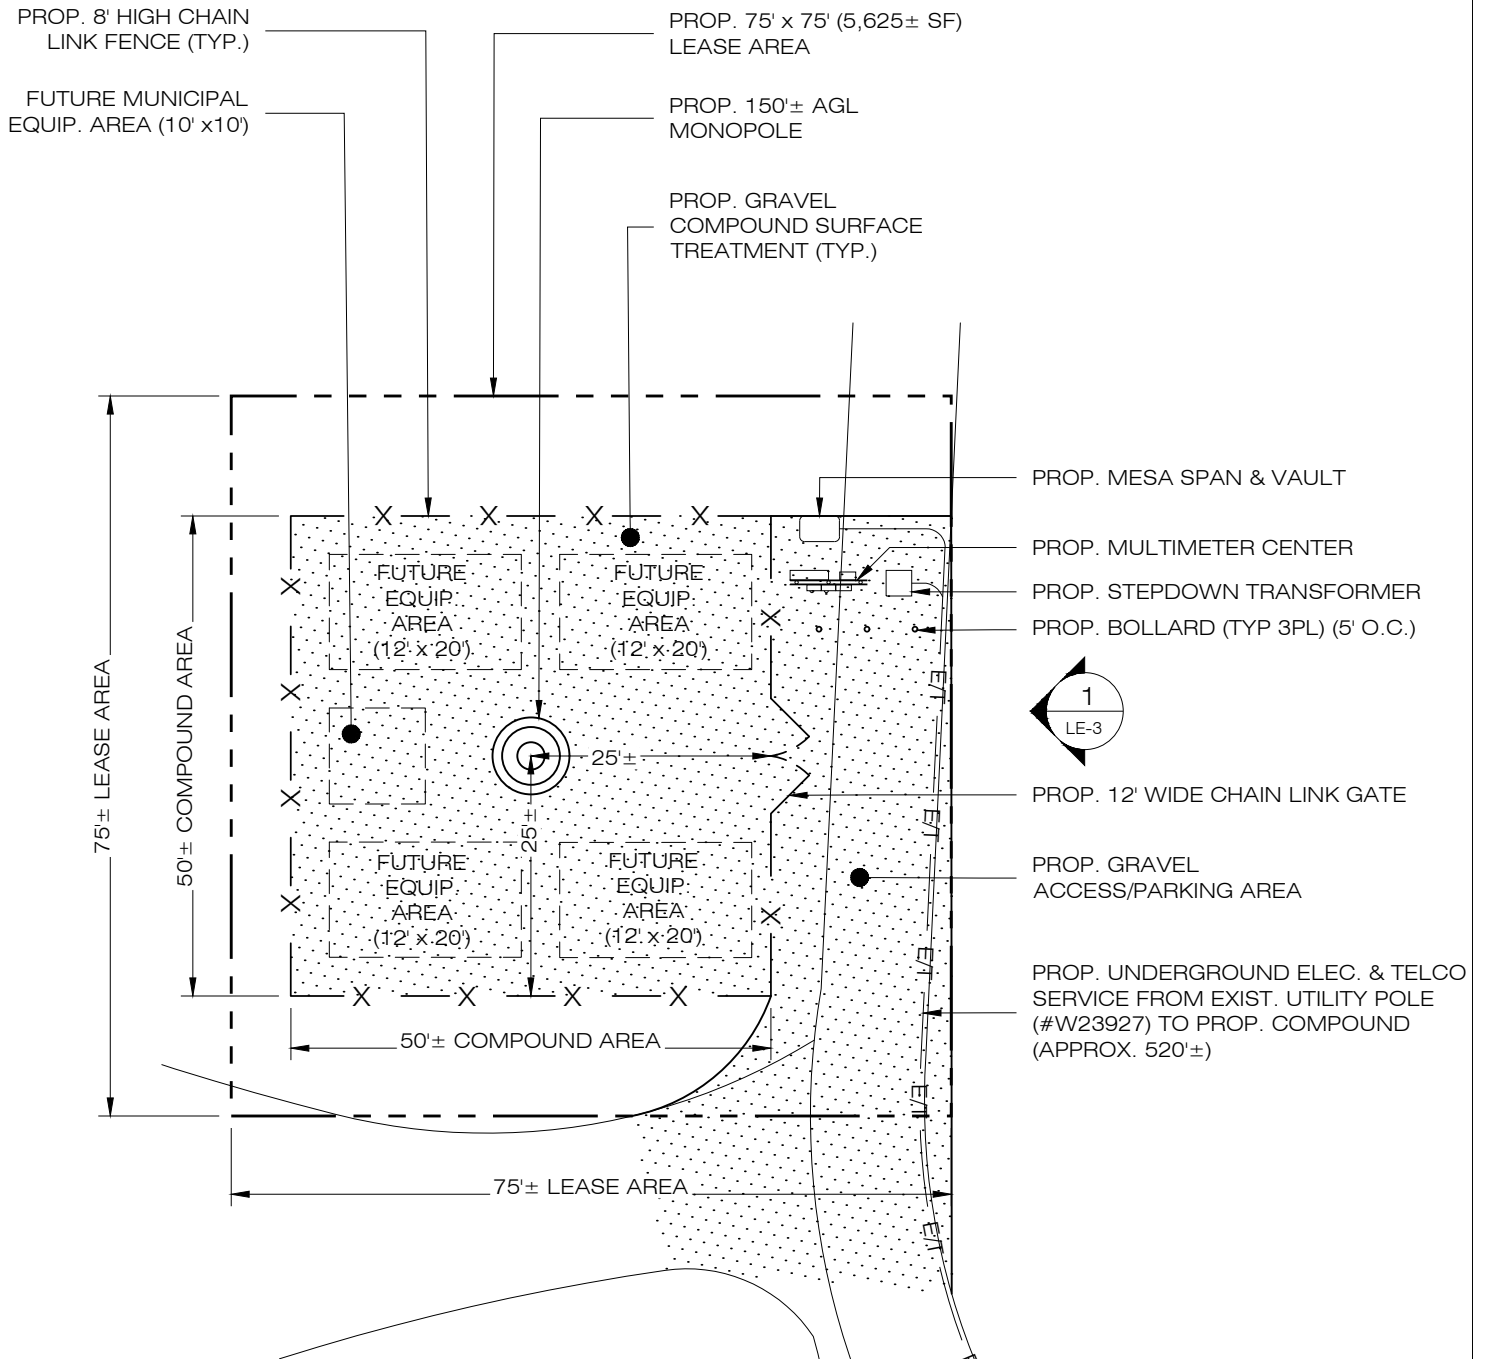 PROP. 8' HIGH CHAIN
LINK FENCE (TYP.)
FUTURE MUNICIPAL
EQUIP. AREA (10' x10')
PROP. 75' x 75' (5,625± SF)
LEASE AREA
PROP. 150'± AGL
MONOPOLE
PROP. GRAVEL
COMPOUND SURFACE
TREATMENT (TYP.)
PROP. MESA SPAN & VAULT
PROP. MULTIMETER CENTER
PROP. STEPDOWN TRANSFORMER
PROP. BOLLARD (TYP 3PL) (5' O.C.)
1
LE-3
PROP. 12' WIDE CHAIN LINK GATE
PROP. GRAVEL
ACCESS/PARKING AREA
PROP. UNDERGROUND ELEC. & TELCO
SERVICE FROM EXIST. UTILITY POLE
(#W23927) TO PROP. COMPOUND
(APPROX. 520'±)
FUTURE
EQUIP.
AREA
(12' x 20')
FUTURE
EQUIP.
AREA
(12' x 20')
FUTURE
EQUIP.
AREA
(12' x 20')
FUTURE
EQUIP.
AREA
(12' x 20')
25'±
25'±
75'± LEASE AREA
50'± COMPOUND AREA
50'± COMPOUND AREA
75'± LEASE AREA
X
X
X
X
X
X
X
X
X
X
X
X
X
X
E/T
E/T
E/T
E/T
E/T